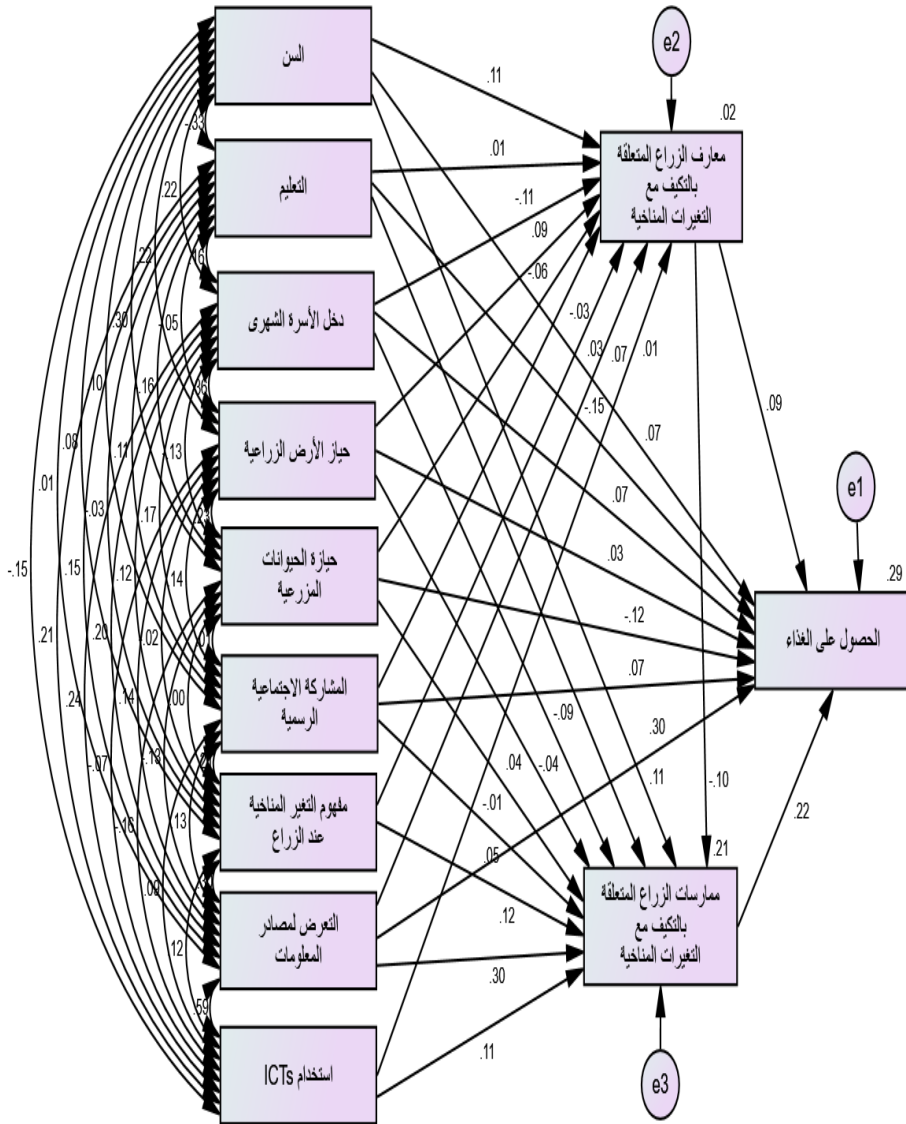 السن
التعليم
دخل الأسرة الشهرى
حياز الأرض الزراعية
حيازة الحيوانات
المزرعية
المشاركة الاجتماعية
الرسمية
مفهوم التغير المناخية
عند الزراع
التعرض لمصادر
المعلومات
استخدام ICTs
e2
.02
معارف الزراع المتعلقة
بالتكيف مع
التغيرات المناخية
e1
.29
الحصول على الغذاء
.21
ممارسات الزراع المتعلقة
بالتكيف مع
التغيرات المناخية
e3
.11
.01
-.11
.09
-.06
-.03
.03
.07
.01
-.15
.07
.07
.03
-.12
.07
.30
.09
-.10
.22
-.09
.11
.04
-.04
-.01
.05
.12
.30
.11
-.33
.22
.22
.16
.30
-.05
.10
.16
.36
.08
.11
.13
.01
-.03
.17
-.15
.15
.12
.14
.21
.20
.02
.00
.24
.14
-.07
-.13
-.16
.13
.09
.12
.59